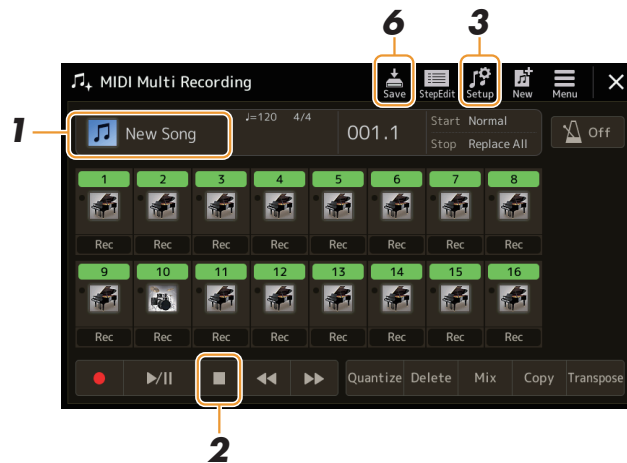 6 3
MIDI Multi Recording Save StepEdit Setup New Menu
1 New Song ♩=120 4/4 001.1 Start Normal Off
Stop Replace All
1 2 3 4 5 6 7 8
Rec Rec Rec Rec Rec Rec Rec Rec
9 10 11 12 13 14 15 16
Rec Rec Rec Rec Rec Rec Rec Rec
Quantize Delete Mix Copy Transpose
2